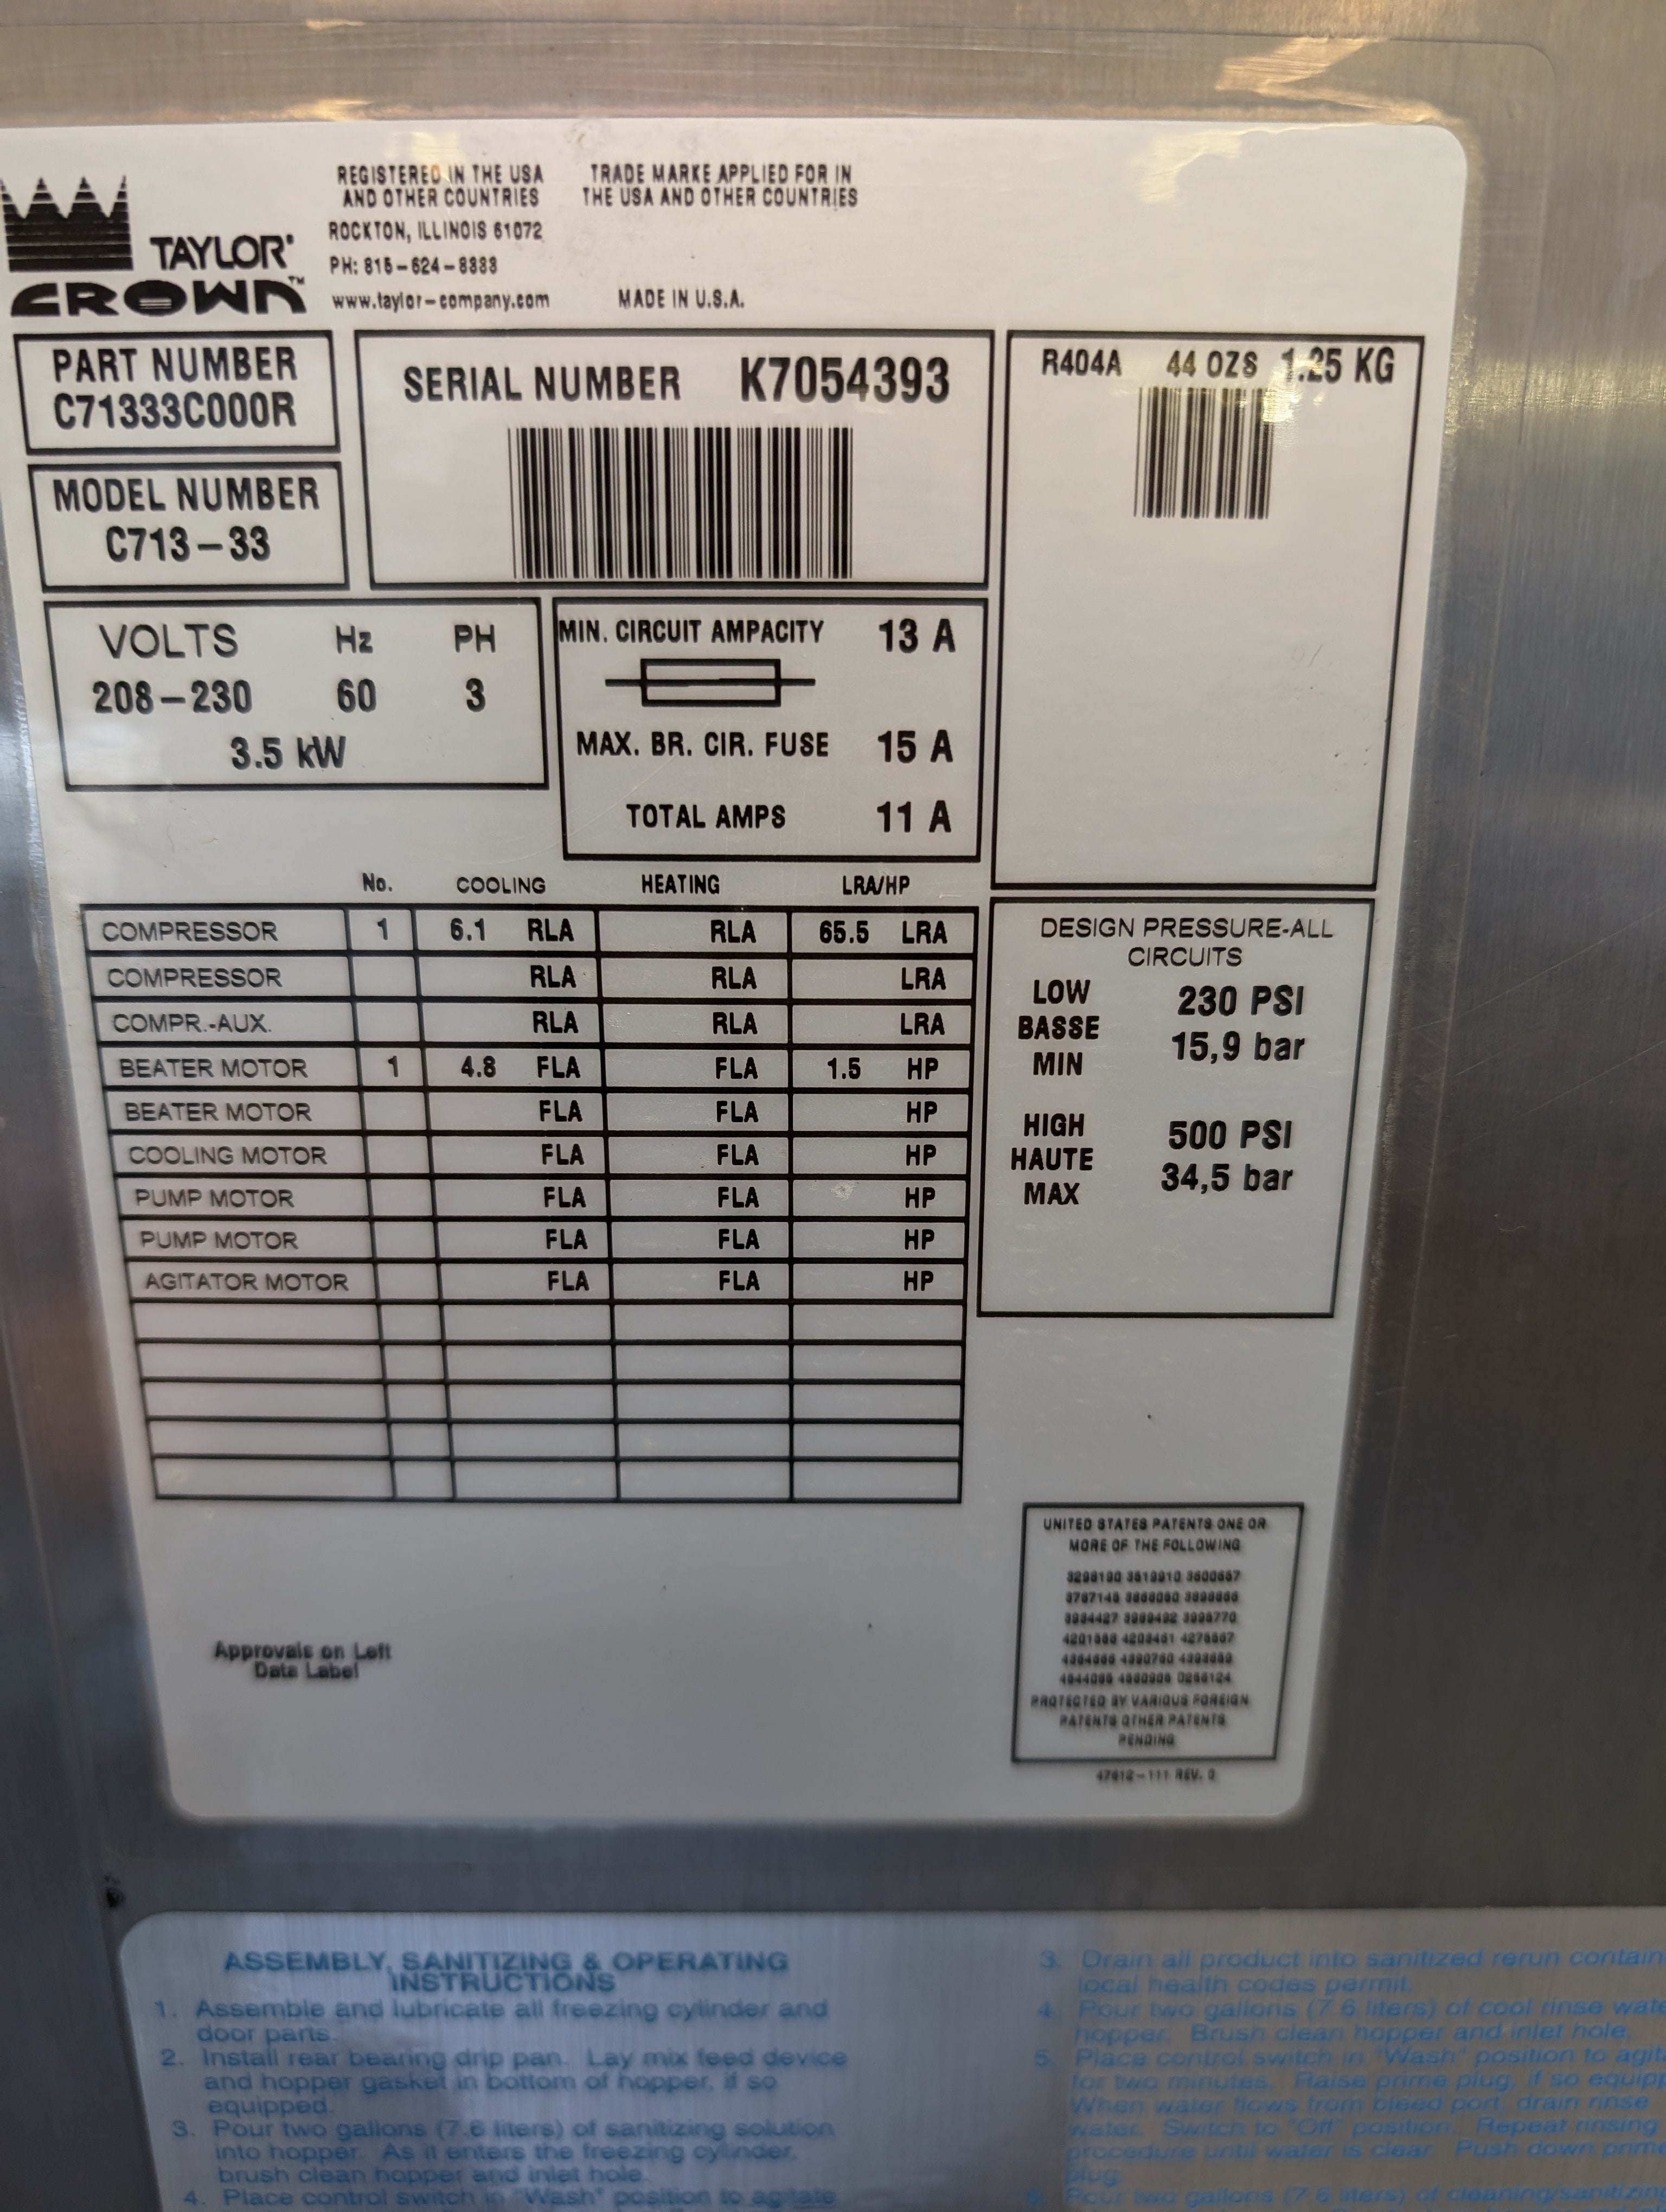 REGISTERED IN THE USA
AND OTHER COUNTRIES
TRADE MARKE APPLIED FOR IN
THE USA AND OTHER COUNTRIES
ROCKTON, ILLINOIS 61072
PH: 815-624-8333
www.taylor-company.com
MADE IN U.S.A.
TAYLOR®
CROWN™
PART NUMBER
C71333C000R
SERIAL NUMBER K7054393
R404A 44 OZS 1.25 KG
MODEL NUMBER
C713-33
VOLTS Hz PH
208-230 60 3
3.5 kW
MIN. CIRCUIT AMPACITY 13 A
MAX. BR. CIR. FUSE 15 A
TOTAL AMPS 11 A
No. COOLING HEATING LRA/HP
COMPRESSOR 1 6.1 RLA RLA 65.5 LRA
COMPRESSOR RLA RLA LRA
COMPR.-AUX. RLA RLA LRA
BEATER MOTOR 1 4.8 FLA FLA 1.5 HP
BEATER MOTOR FLA FLA HP
COOLING MOTOR FLA FLA HP
PUMP MOTOR FLA FLA HP
PUMP MOTOR FLA FLA HP
AGITATOR MOTOR FLA FLA HP
DESIGN PRESSURE-ALL
CIRCUITS
LOW
BASSE
MIN
230 PSI
15,9 bar
HIGH
HAUTE
MAX
500 PSI
34,5 bar
Approvals on Left
Data Label
UNITED STATES PATENTS ONE OR
MORE OF THE FOLLOWING
PROTECTED BY VARIOUS FOREIGN
PATENTS OTHER PATENTS
PENDING
ASSEMBLY, SANITIZING & OPERATING
INSTRUCTIONS
1. Assemble and lubricate all freezing cylinder and
door parts.
2. Install rear bearing drip pan. Lay mix feed device
and hopper gasket in bottom of hopper, if so
equipped.
3. Pour two gallons (7.6 liters) of sanitizing solution
into hopper. As it enters the freezing cylinder,
brush clean hopper and inlet hole.
4. Place control switch in "Wash" position to agitate
3. Drain all product into sanitized rerun contain
local health codes permit.
4. Pour two gallons (7.6 liters) of cool rinse wate
hopper. Brush clean hopper and inlet hole.
5. Place control switch in "Wash" position to agita
for two minutes. Raise prime plug, if so equipp
When water flows from bleed port, drain rinse
water. Switch to "Off" position. Repeat rinsing
procedure until water is clear. Push down prime
plug.
6. Pour two gallons (7.6 liters) of cleaning/sanitizing